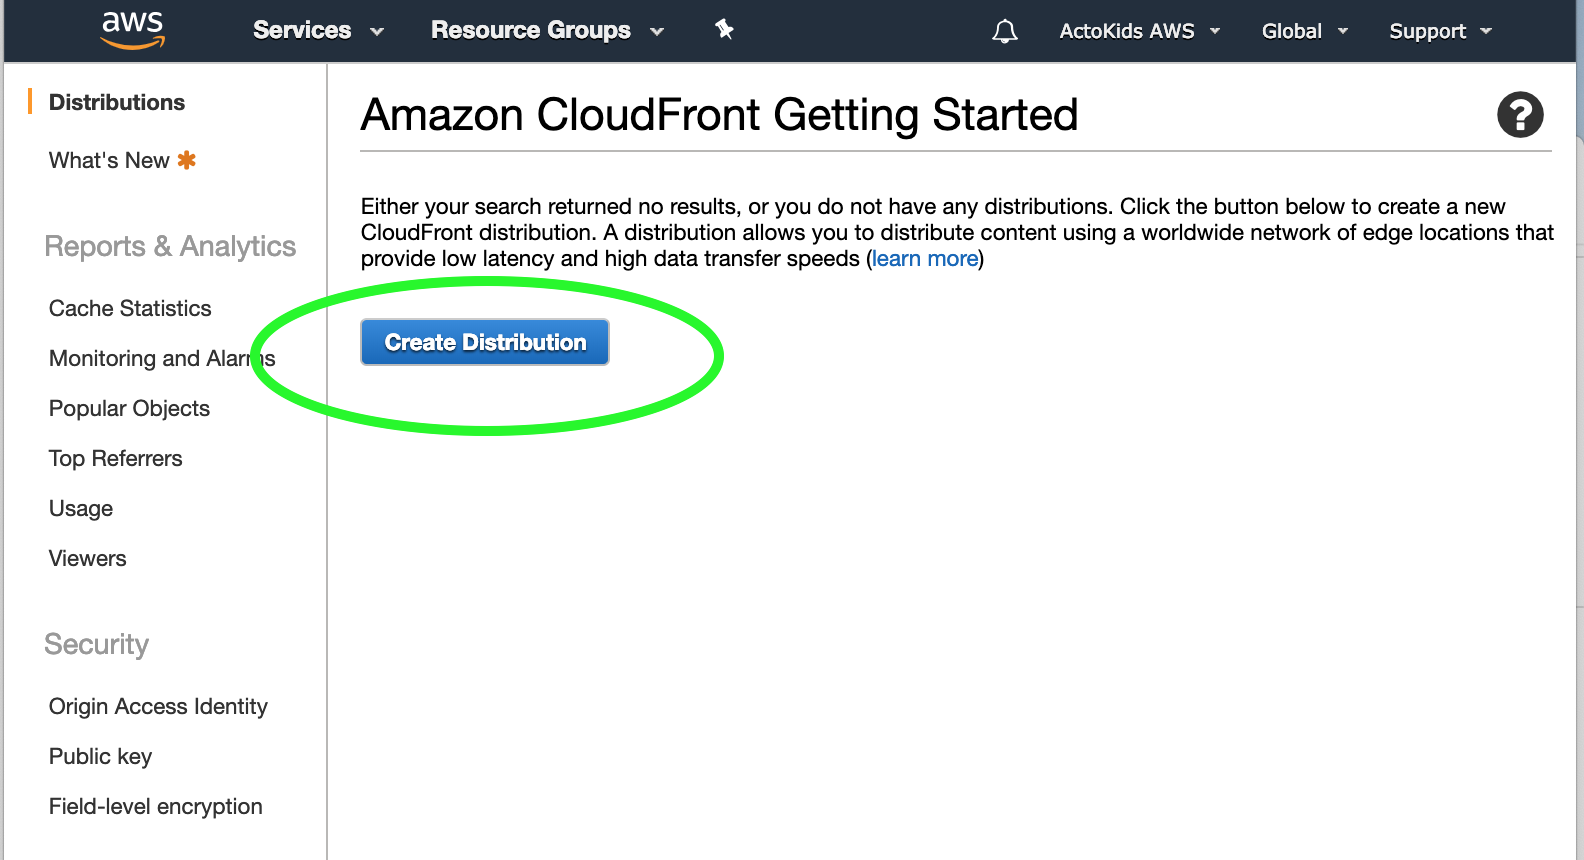 aws
Services
Resource Groups
ActoKids AWS
Global
Support
Distributions
What's New
Reports & Analytics
Cache Statistics
Monitoring and Alarms
Popular Objects
Top Referrers
Usage
Viewers
Security
Origin Access Identity
Public key
Field-level encryption
Amazon CloudFront Getting Started
?
Either your search returned no results, or you do not have any distributions. Click the button below to create a new
CloudFront distribution. A distribution allows you to distribute content using a worldwide network of edge locations that
provide low latency and high data transfer speeds (learn more)
Create Distribution